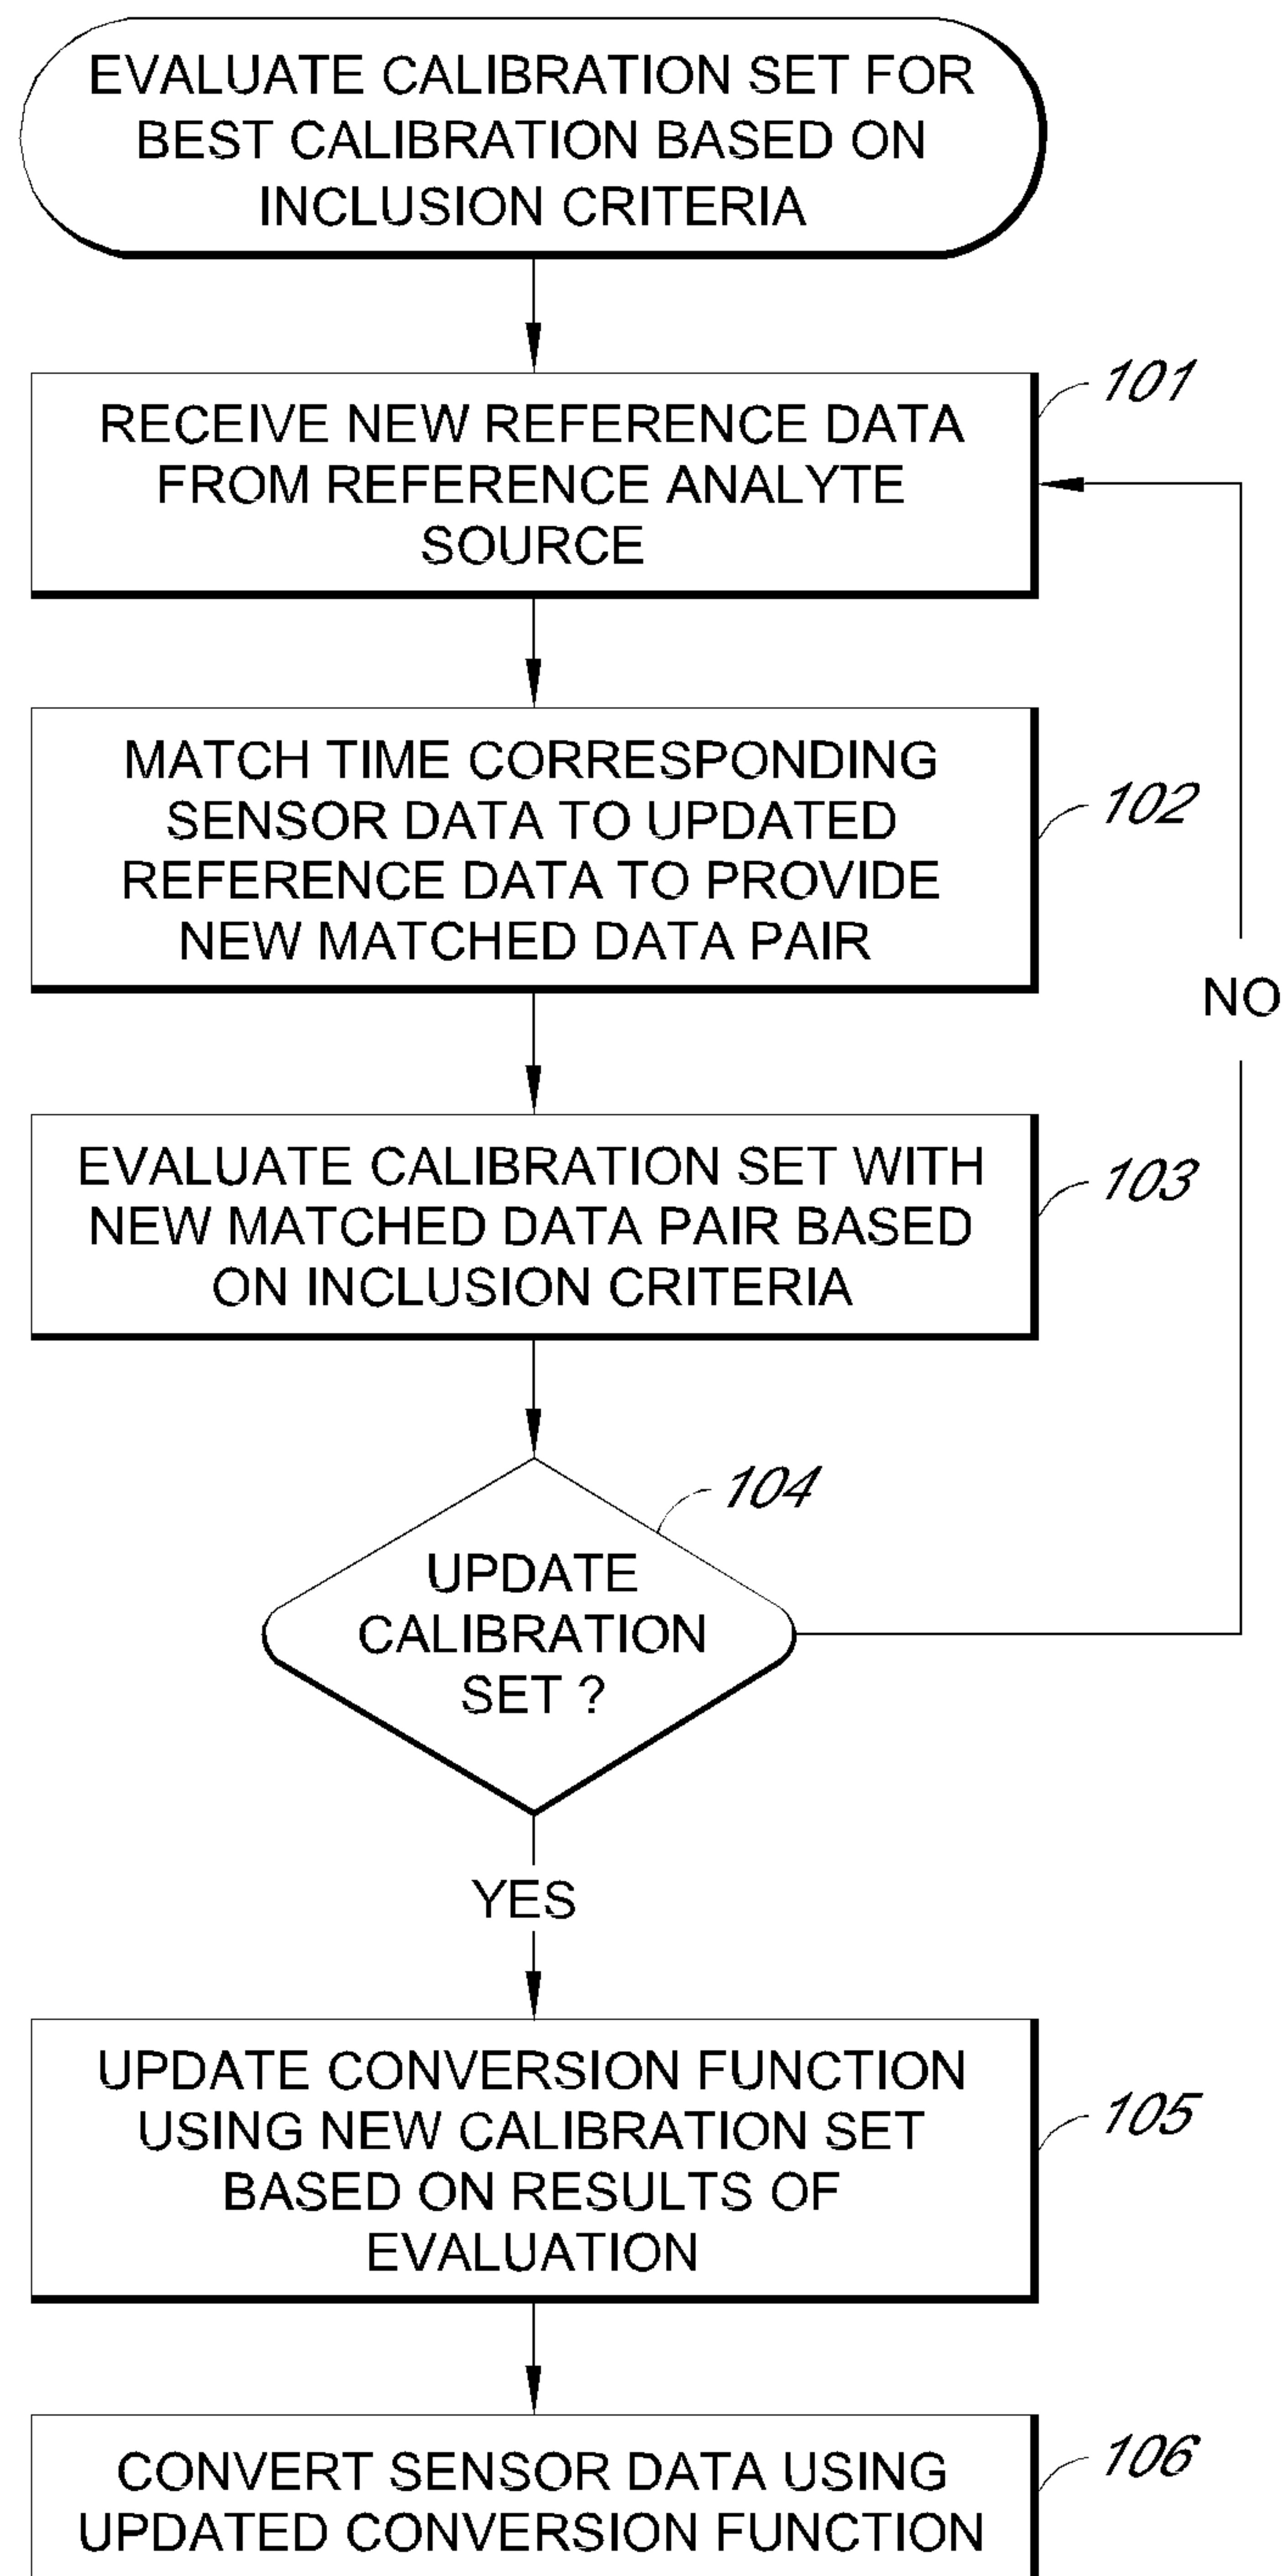 EVALUATE CALIBRATION SET FOR
BEST CALIBRATION BASED ON
INCLUSION CRITERIA
101
RECEIVE NEW REFERENCE DATA
FROM REFERENCE ANALYTE
SOURCE
102
MATCH TIME CORRESPONDING
SENSOR DATA TO UPDATED
REFERENCE DATA TO PROVIDE
NEW MATCHED DATA PAIR
NO
103
EVALUATE CALIBRATION SET WITH
NEW MATCHED DATA PAIR BASED
ON INCLUSION CRITERIA
104
UPDATE
CALIBRATION
SET ?
YES
105
UPDATE CONVERSION FUNCTION
USING NEW CALIBRATION SET
BASED ON RESULTS OF
EVALUATION
106
CONVERT SENSOR DATA USING
UPDATED CONVERSION FUNCTION